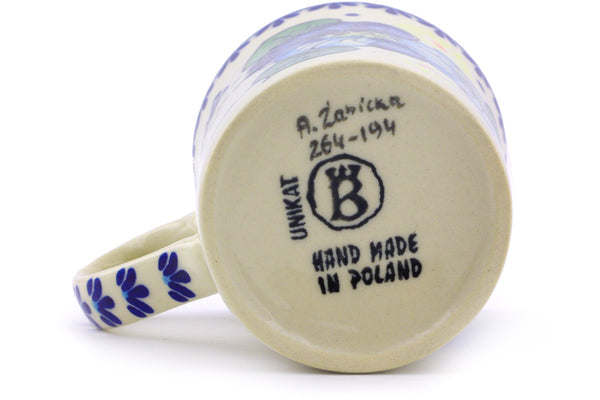 A. Żaricka
264-194
UNIKAT
B
HAND MADE
IN POLAND